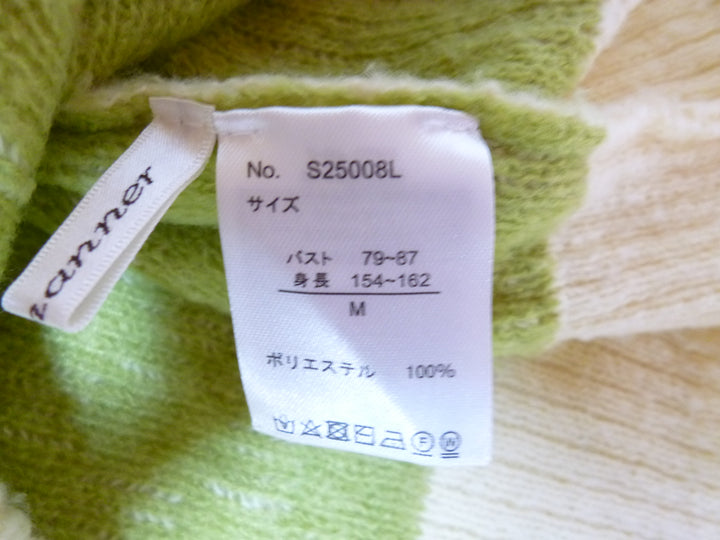 No. S25008L
サイズ
バスト 79~87
身長 154~162
M
ポリエステル 100%
F W
anner